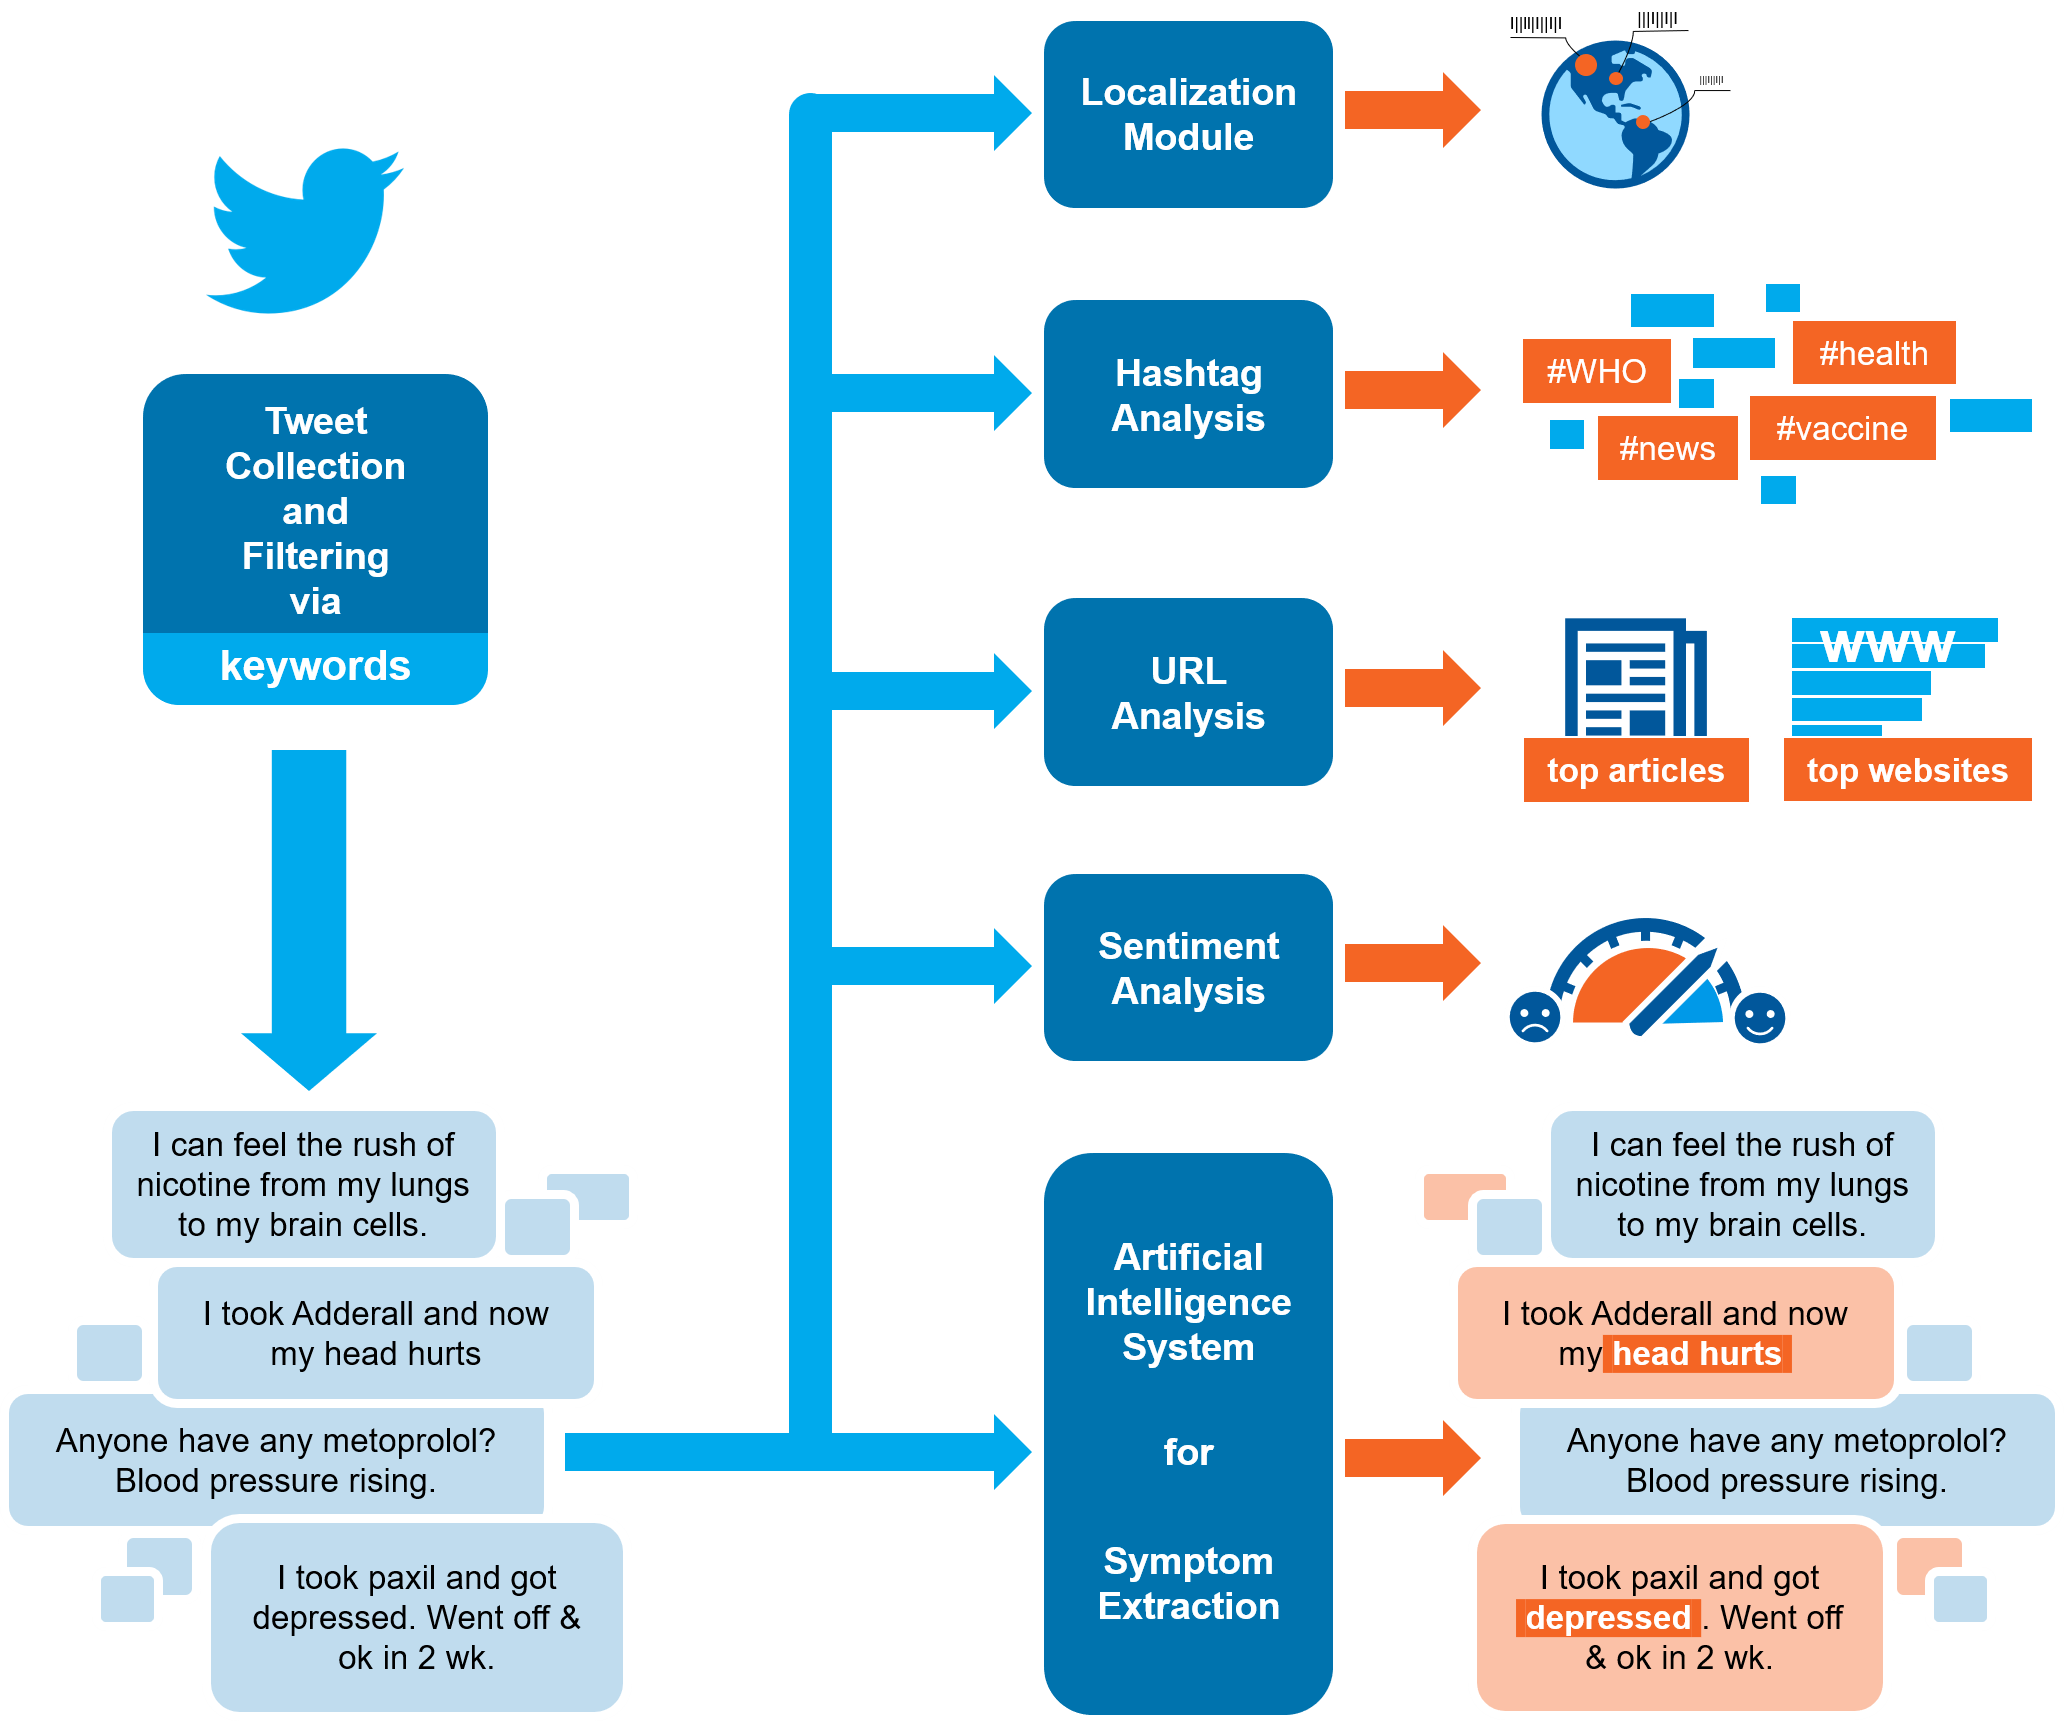 Tweet
Collection
and
Filtering
via
keywords
I can feel the rush of
nicotine from my lungs
to my brain cells.
I took Adderall and now
my head hurts
Anyone have any metoprolol?
Blood pressure rising.
I took paxil and got
depressed. Went off &
ok in 2 wk.
Localization
Module
Hashtag
Analysis
#WHO
#health
#news
#vaccine
URL
Analysis
top articles
www
top websites
Sentiment
Analysis
Artificial
Intelligence
System
for
Symptom
Extraction
I can feel the rush of
nicotine from my lungs
to my brain cells.
I took Adderall and now
my head hurts
Anyone have any metoprolol?
Blood pressure rising.
I took paxil and got
depressed . Went off
& ok in 2 wk.